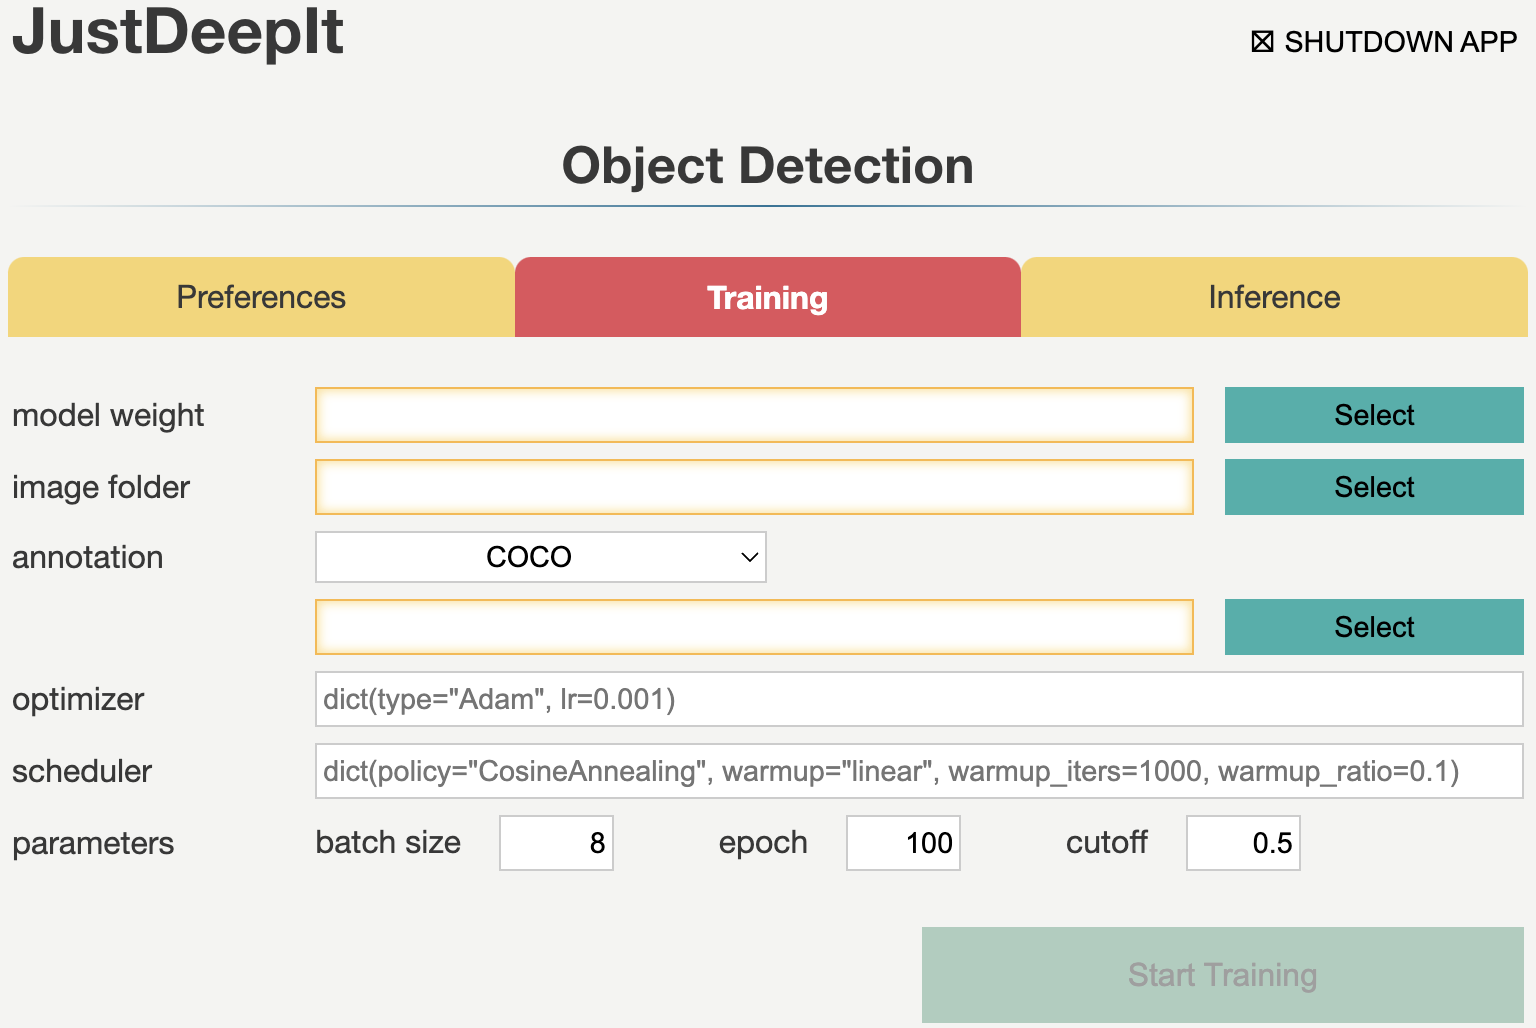 JustDeepIt
SHUTDOWN APP
Object Detection
Preferences Training Inference
model weight Select
image folder Select
annotation COCO
Select
optimizer dict(type="Adam", lr=0.001)
scheduler dict(policy="CosineAnnealing", warmup="linear", warmup_iters=1000, warmup_ratio=0.1)
parameters batch size 8 epoch 100 cutoff 0.5
Start Training